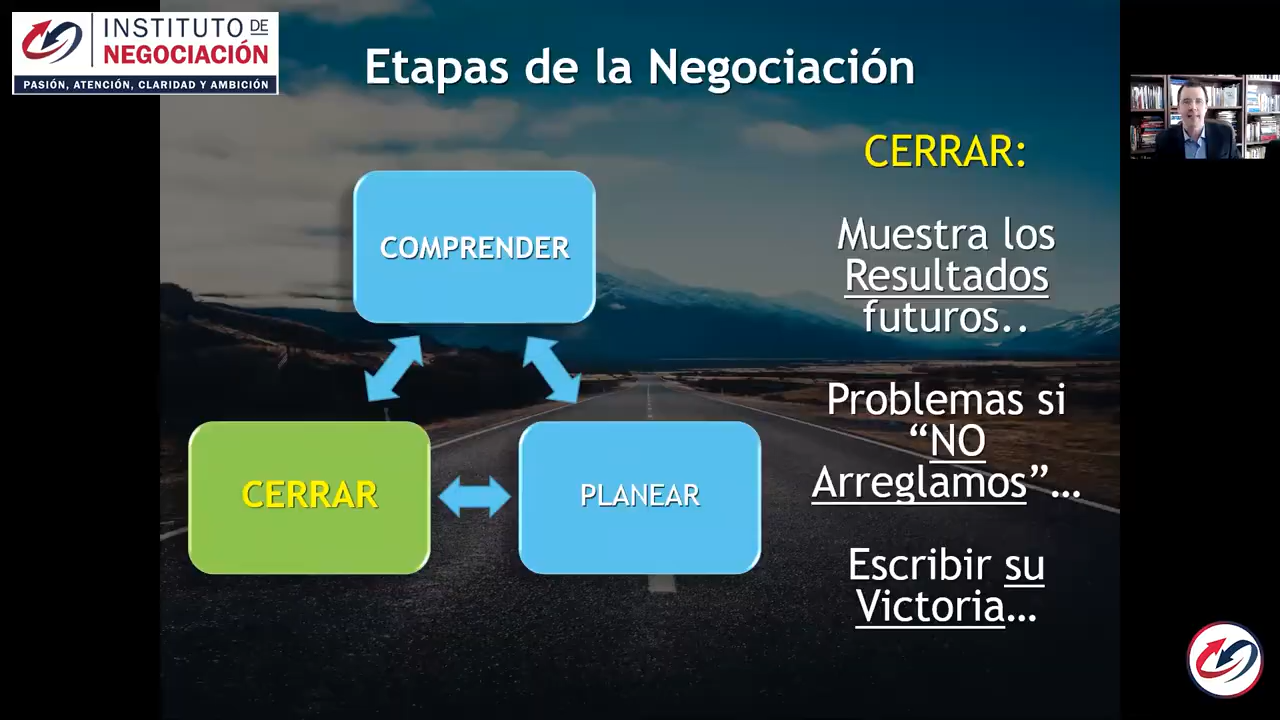 INSTITUTO DE
NEGOCIACIÓN
PASIÓN, ATENCIÓN, CLARIDAD Y AMBICIÓN
Etapas de la Negociación
COMPRENDER
CERRAR
PLANEAR
CERRAR:
Muestra los
Resultados
futuros..
Problemas si
“NO
Arreglamos”…
Escribir su
Victoria…